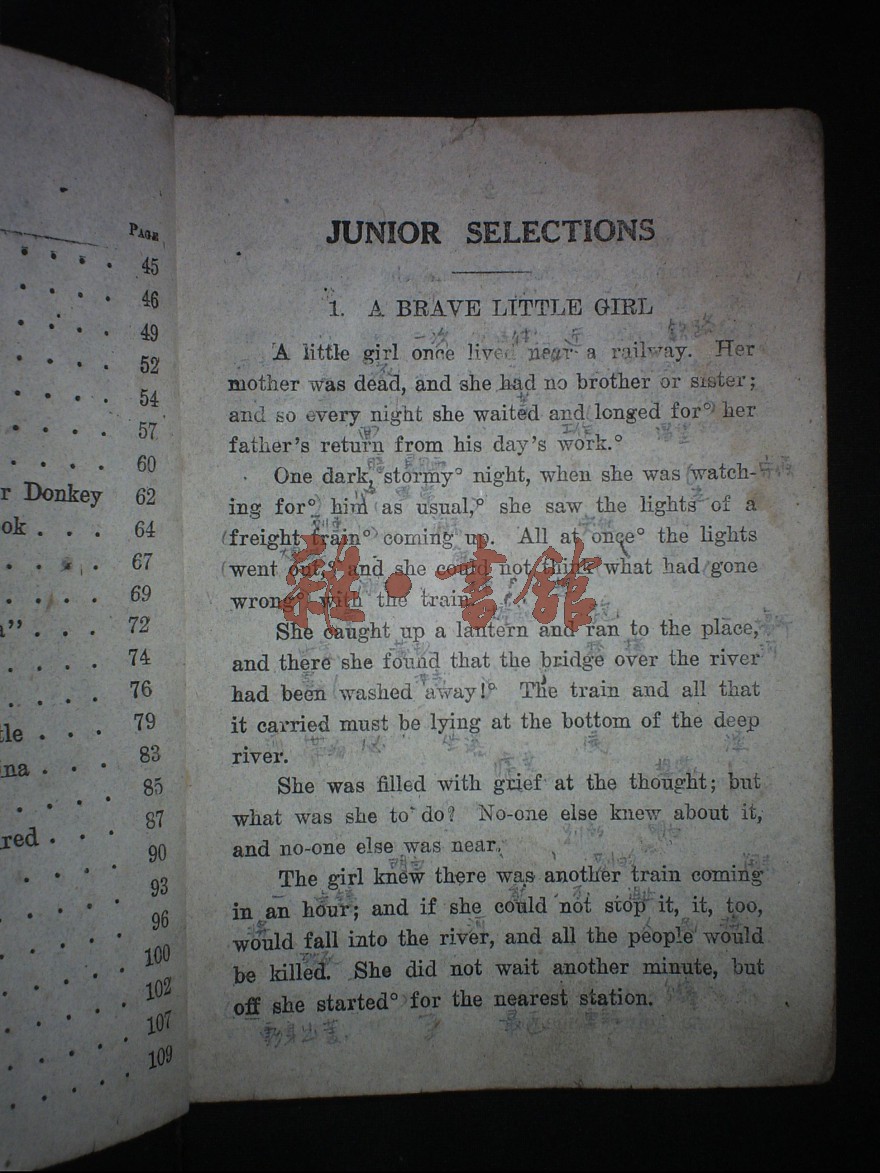 PAGE
45
46
49
52
54
57
60
r Donkey 62
ok . . . 64
67
69
" . . . 72
74
76
79
le . . . 83
na . . . 85
87
red . . . 90
93
96
100
102
107
109
JUNIOR SELECTIONS
1. A BRAVE LITTLE GIRL
A little girl once lived near a railway. Her
mother was dead, and she had no brother or sister;
and so every night she waited and longed for° her
father's return from his day's work.°
One dark, stormy° night, when she was watch-
ing for° him as usual,° she saw the lights of a
freight train° coming up. All at once° the lights
went out,° and she could not think what had gone
wrong° with the train.
She caught up a lantern and ran to the place,
and there she found that the bridge over the river
had been washed away!° The train and all that
it carried must be lying at the bottom of the deep
river.
She was filled with grief at the thought; but
what was she to do? No-one else knew about it,
and no-one else was near.
The girl knew there was another train coming
in an hour; and if she could not stop it, it, too,
would fall into the river, and all the people would
be killed. She did not wait another minute, but
off she started° for the nearest station.
雜·書館